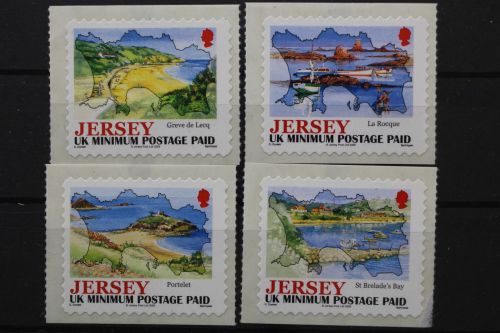 Greve de Lecq
JERSEY
UK MINIMUM POSTAGE PAID
La Rocque
JERSEY
UK MINIMUM POSTAGE PAID
Portelet
JERSEY
UK MINIMUM POSTAGE PAID
St Brelade's Bay
JERSEY
UK MINIMUM POSTAGE PAID